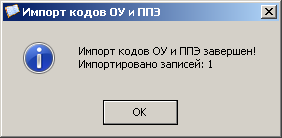 Импорт кодов ОУ и ППЭ
Импорт кодов ОУ и ППЭ завершен!
Импортировано записей: 1
OK